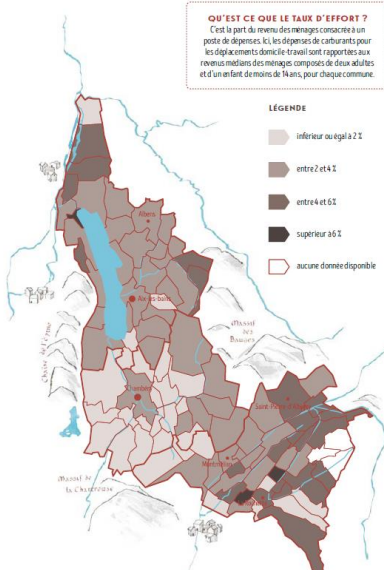 QU'EST CE QUE LE TAUX D'EFFORT ?
C'est la part du revenu des ménages consacrée à un
poste de dépenses. Ici, les dépenses de carburants pour
les déplacements domicile-travail sont rapportées aux
revenus médians des ménages composés de deux adultes
et d'un enfant de moins de 14 ans, pour chaque commune.
LÉGENDE
inférieur ou égal à 2 %
entre 2 et 4 %
entre 4 et 6 %
supérieur à 6 %
aucune donnée disponible
Albens
Aix-les-bains
Massif
des
Bauges
Chaîne de l'Épine
Chambéry
Saint-Pierre-d'Albigny
Montmélian
Massif de
la Chartreuse